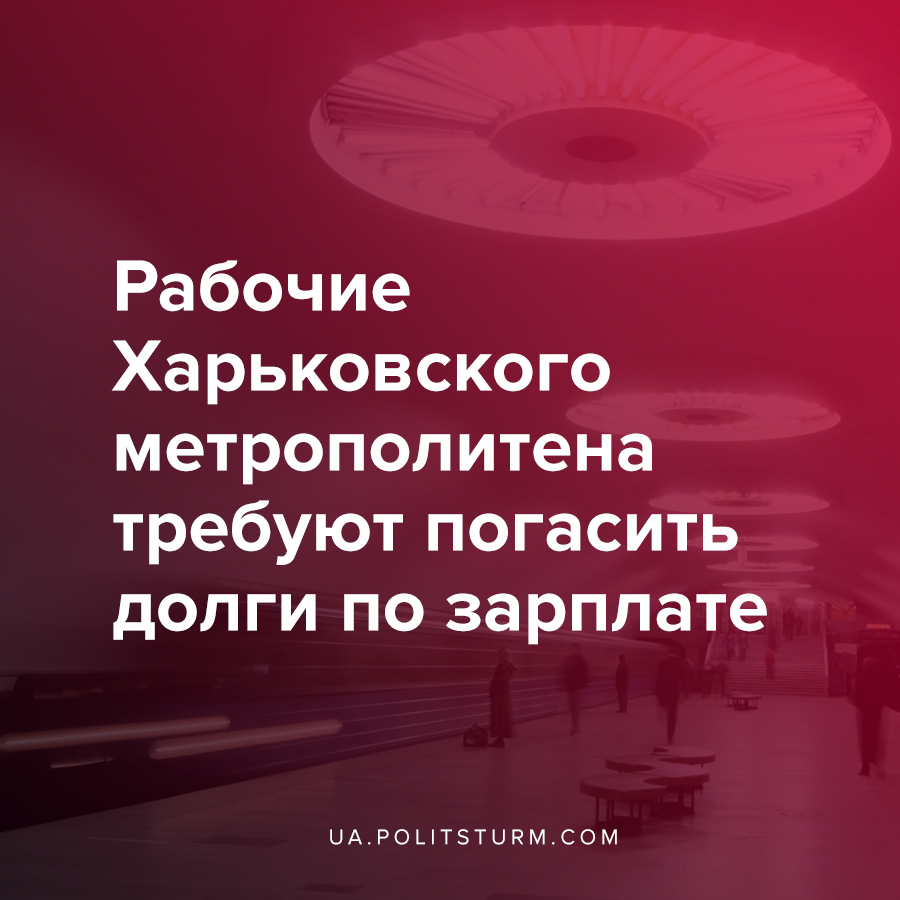 Рабочие
Харьковского
метрополитена
требуют погасить
долги по зарплате
UA.POLITSTURM.COM